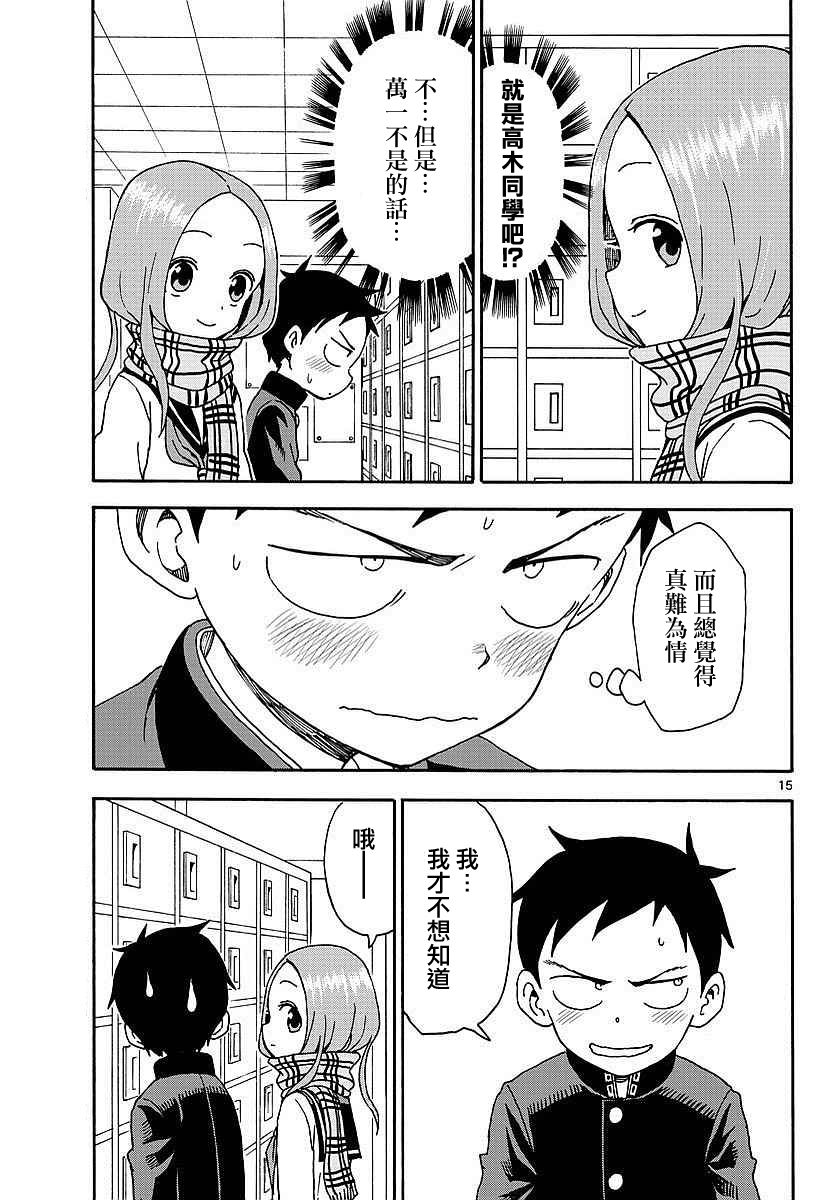 就是高木同學吧!?
不…但是…
萬一不是的話…
而且總覺得
真難為情
15
我…
我才不想知道
哦──